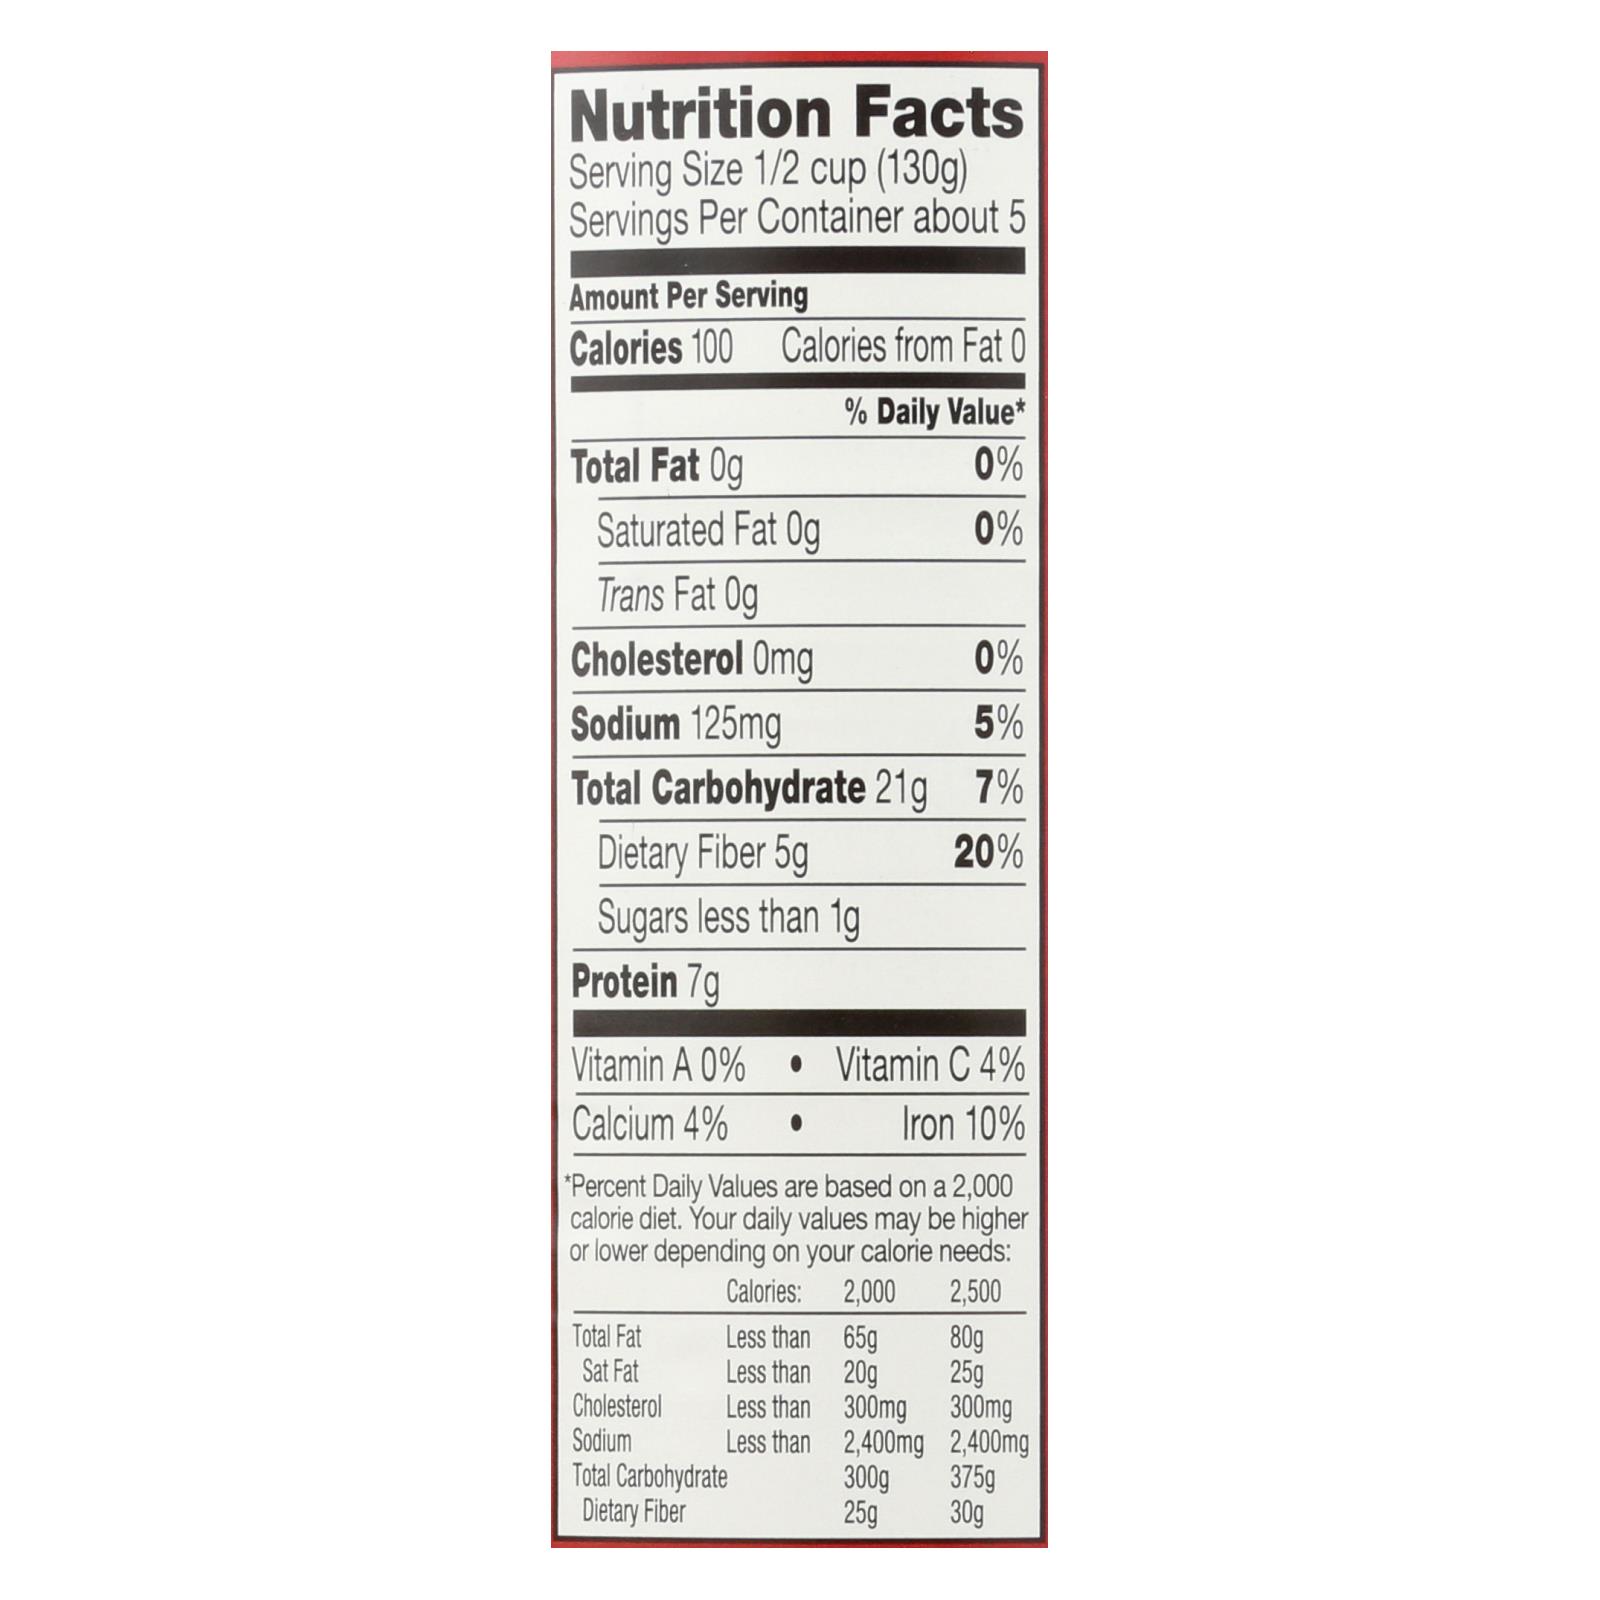 Nutrition Facts
Serving Size 1/2 cup (130g)
Servings Per Container about 5
Amount Per Serving
Calories 100 Calories from Fat 0
% Daily Value*
Total Fat 0g 0%
Saturated Fat 0g 0%
Trans Fat 0g
Cholesterol 0mg 0%
Sodium 125mg 5%
Total Carbohydrate 21g 7%
Dietary Fiber 5g 20%
Sugars less than 1g
Protein 7g
Vitamin A 0% • Vitamin C 4%
Calcium 4% • Iron 10%
*Percent Daily Values are based on a 2,000
calorie diet. Your daily values may be higher
or lower depending on your calorie needs:
Calories: 2,000 2,500
Total Fat Less than 65g 80g
Sat Fat Less than 20g 25g
Cholesterol Less than 300mg 300mg
Sodium Less than 2,400mg 2,400mg
Total Carbohydrate 300g 375g
Dietary Fiber 25g 30g